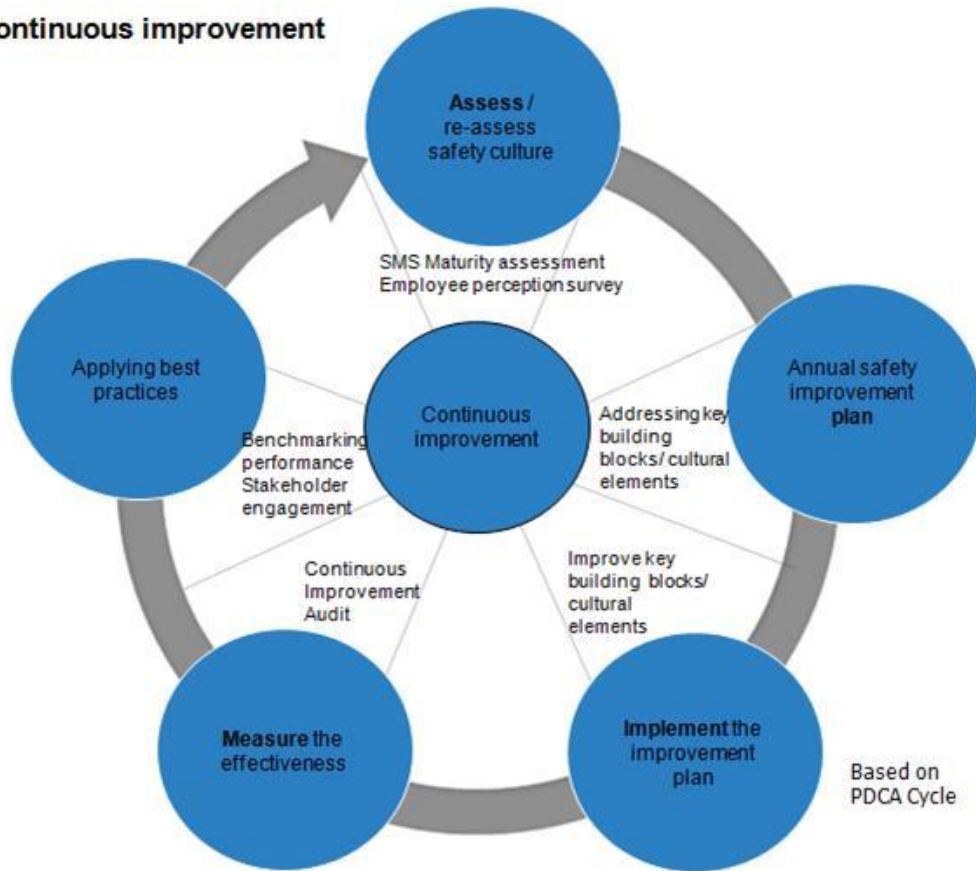 ontinuous improvement
Assess /
re-assess
safety culture
SMS Maturity assessment
Employee perception survey
Annual safety
improvement
plan
Addressing key
building
blocks/ cultural
elements
Continuous
improvement
Applying best
practices
Benchmarking
performance
Stakeholder
engagement
Improve key
building blocks/
cultural
elements
Continuous
Improvement
Audit
Implement the
improvement
plan
Measure the
effectiveness
Based on
PDCA Cycle